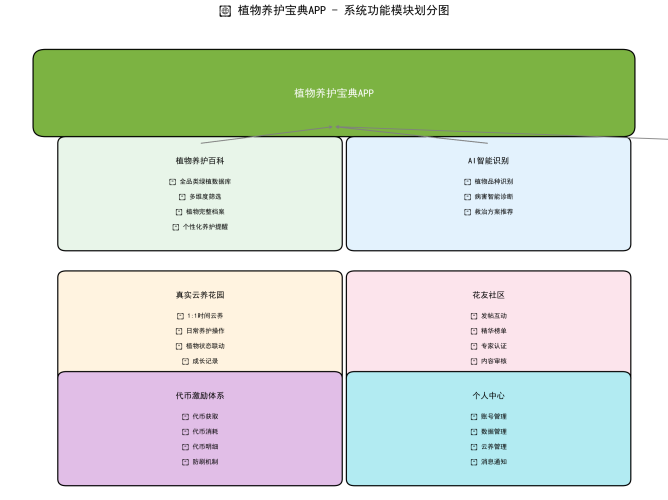 植物养护宝典APP - 系统功能模块划分图
植物养护宝典APP
植物养护百科
全品类绿植数据库
多维度筛选
植物完整档案
个性化养护提醒
AI智能识别
植物品种识别
病害智能诊断
救治方案推荐
真实云养花园
1:1时间云养
日常养护操作
植物状态联动
成长记录
花友社区
发帖互动
精华榜单
专家认证
内容审核
代币激励体系
代币获取
代币消耗
代币明细
防刷机制
个人中心
账号管理
数据管理
云养管理
消息通知